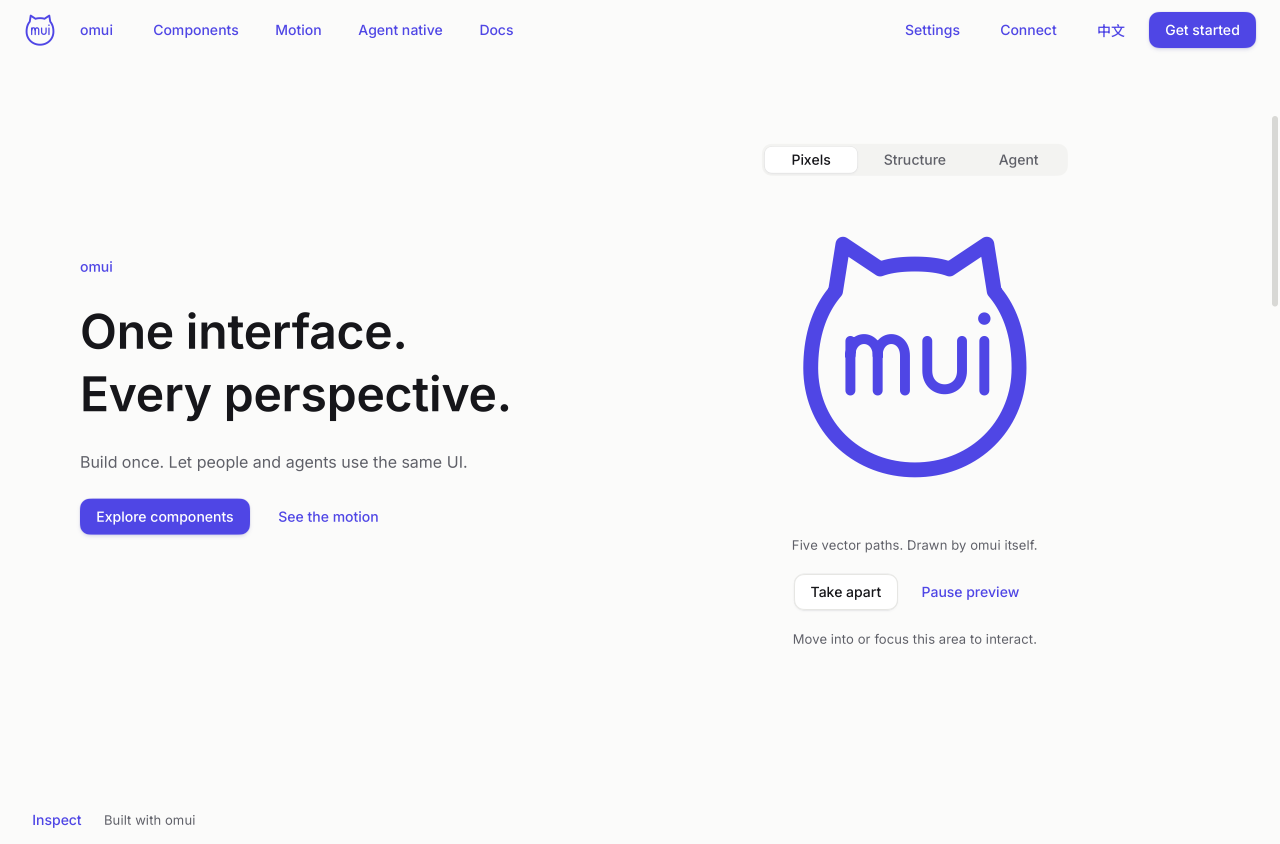 mui
omui
Components
Motion
Agent native
Docs
Settings
Connect
中文
Get started
Pixels
Structure
Agent
mui
omui
One interface.
Every perspective.
Build once. Let people and agents use the same UI.
Explore components
See the motion
Five vector paths. Drawn by omui itself.
Take apart
Pause preview
Move into or focus this area to interact.
Inspect
Built with omui